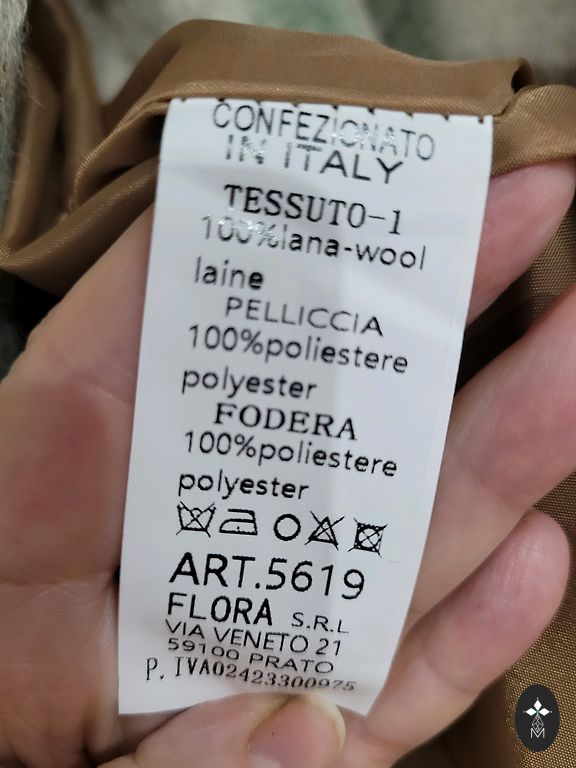 CONFEZIONATO
IN ITALY
TESSUTO-1
100%lana-wool
laine
PELLICCIA
100%poliestere
polyester
FODERA
100%poliestere
polyester
ART.5619
FLORA S.R.L
VIA VENETO 21
59100 PRATO
P. IVA02423300975